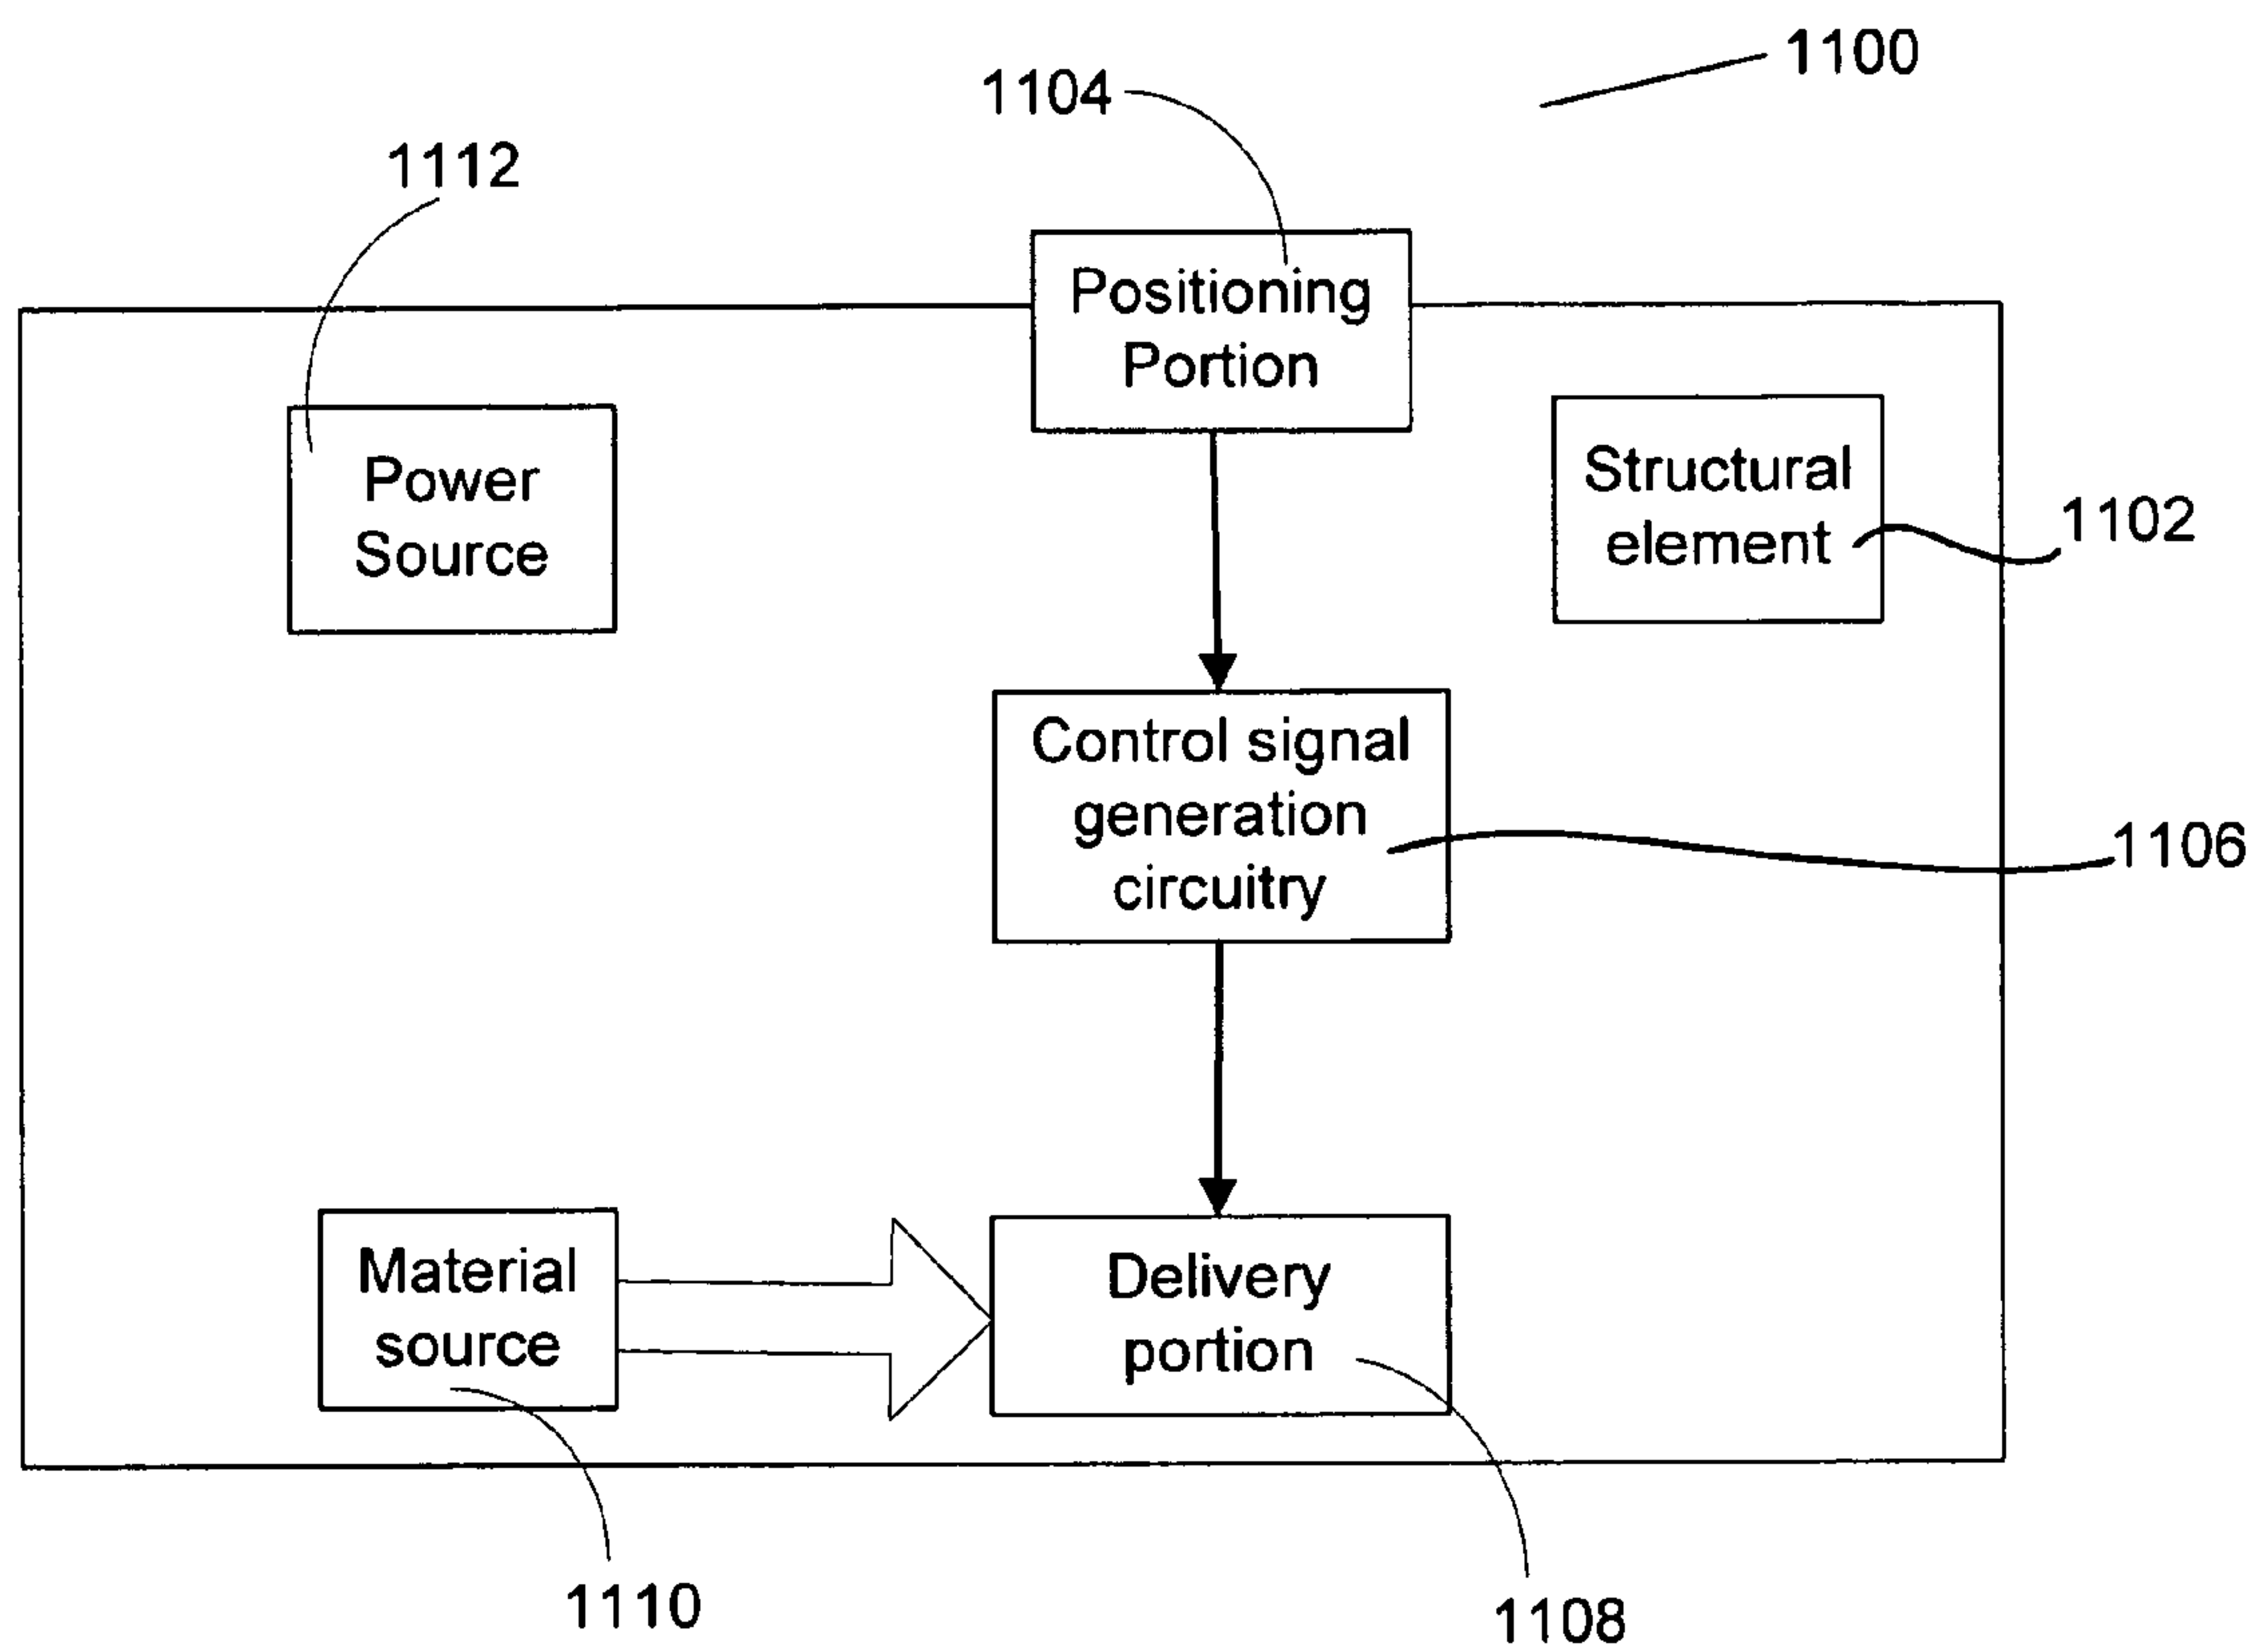 1100
1104
1112
Positioning
Portion
Structural
element
1102
Power
Source
Control signal
generation
circuitry
1106
Material
source
Delivery
portion
1110
1108